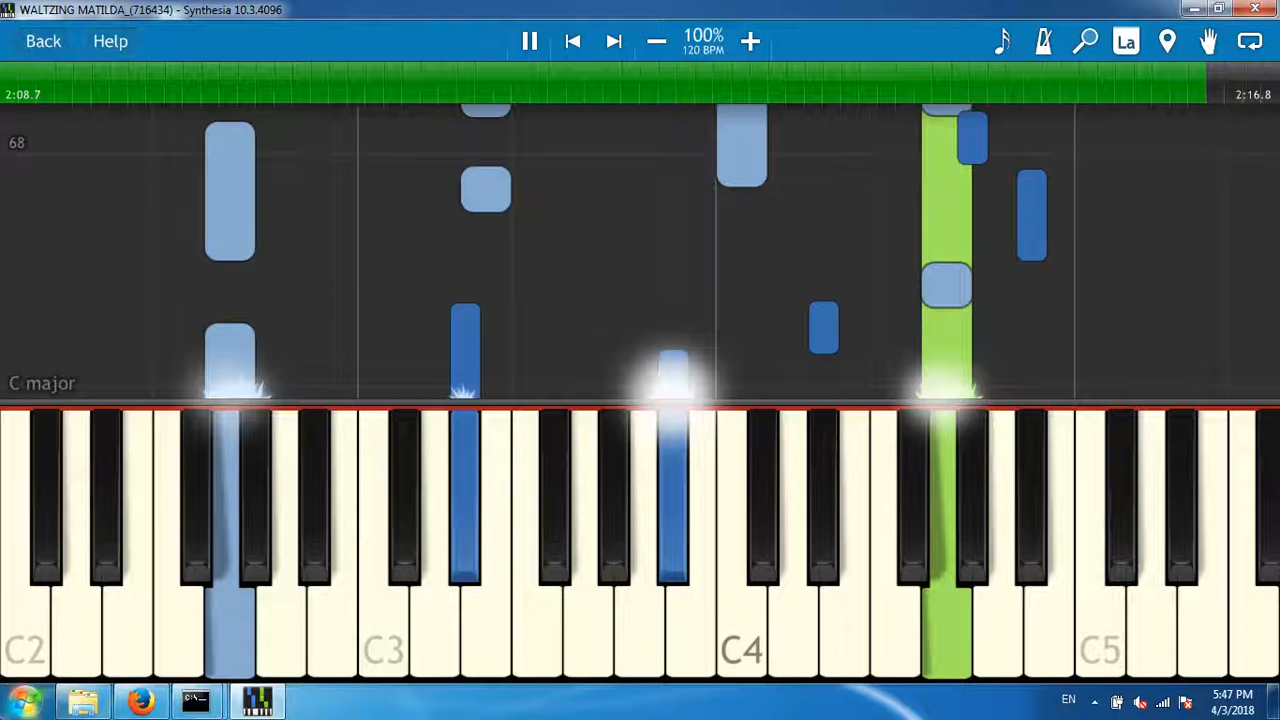 WALTZING MATILDA_(716434) - Synthesia 10.3.4096
Back Help 100% La
120 BPM
2:08.7 2:16.8
68
C major
C2 C3 C4 C5
EN 5:47 PM
4/3/2018